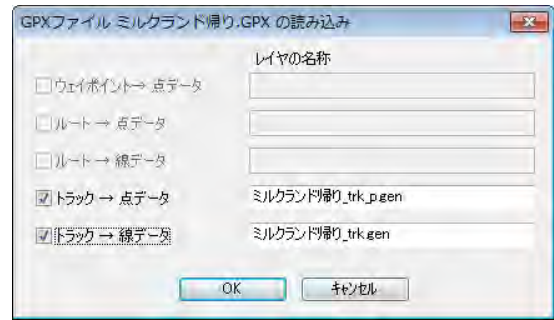 GPXファイル ミルクランド帰り.GPX の読み込み
レイヤの名称
ウェイポイント→ 点データ
ルート → 点データ
ルート → 線データ
トラック → 点データ ミルクランド帰り_trk_p.gen
トラック → 線データ ミルクランド帰り_trk.gen
OK キャンセル